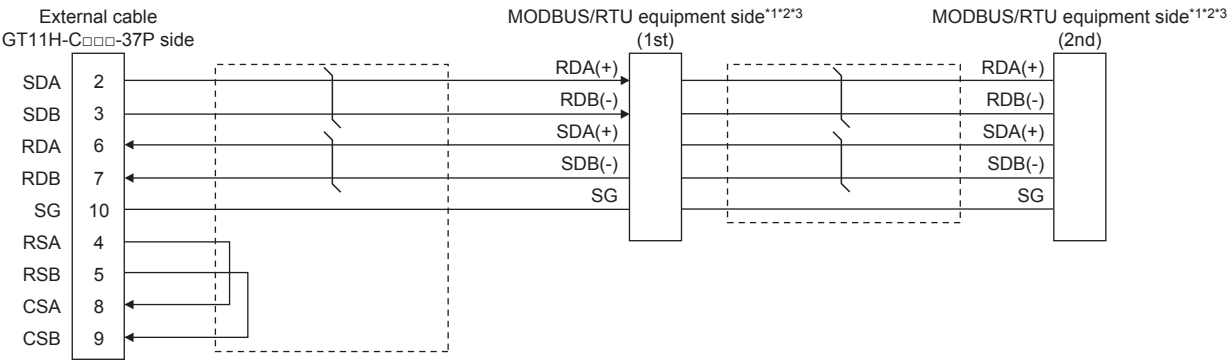 External cable
GT11H-C□□□-37P side
MODBUS/RTU equipment side*1*2*3
(1st)
MODBUS/RTU equipment side*1*2*3
(2nd)
SDA 2 RDA(+) RDA(+)
SDB 3 RDB(-) RDB(-)
RDA 6 SDA(+) SDA(+)
RDB 7 SDB(-) SDB(-)
SG 10 SG SG
RSA 4
RSB 5
CSA 8
CSB 9